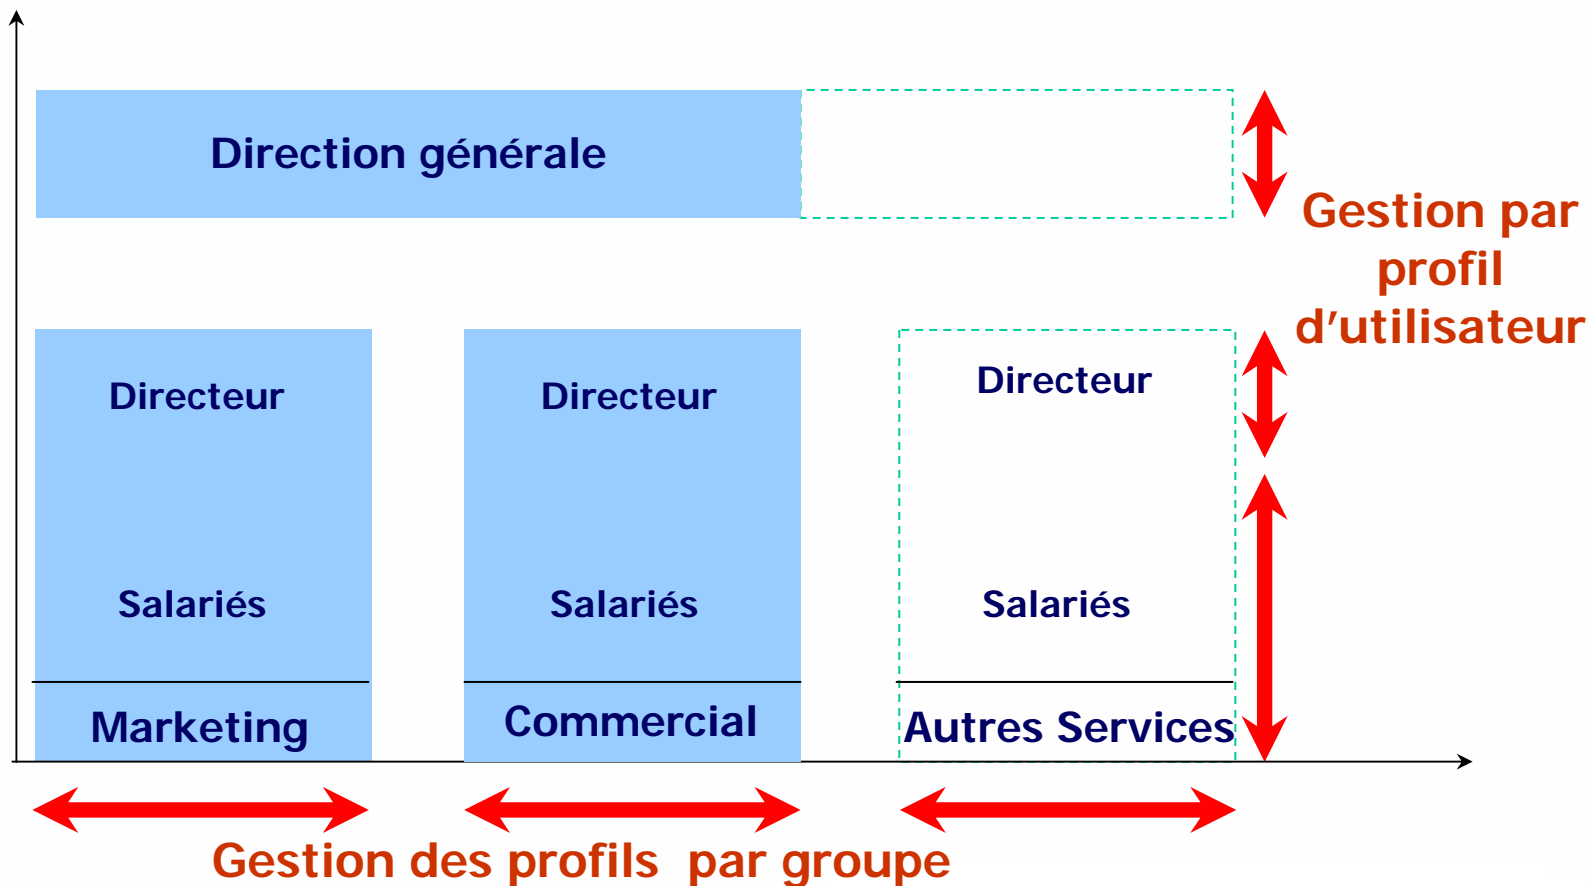 Direction générale
Gestion par
profil
d'utilisateur
Directeur
Directeur
Directeur
Salariés
Salariés
Salariés
Marketing
Commercial
Autres Services
Gestion des profils  par groupe